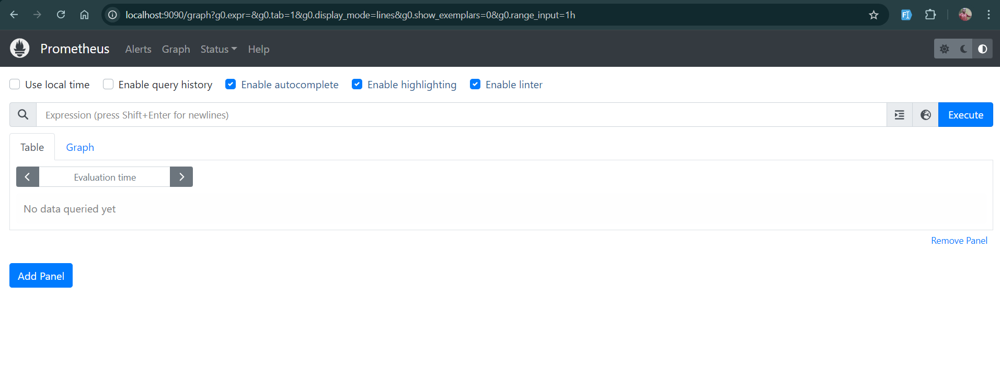 localhost:9090/graph?g0.expr=&g0.tab=1&g0.display_mode=lines&g0.show_exemplars=0&g0.range_input=1h
Prometheus Alerts Graph Status Help
Use local time Enable query history Enable autocomplete Enable highlighting Enable linter
Expression (press Shift+Enter for newlines) Execute
Table Graph
Evaluation time
No data queried yet
Remove Panel
Add Panel